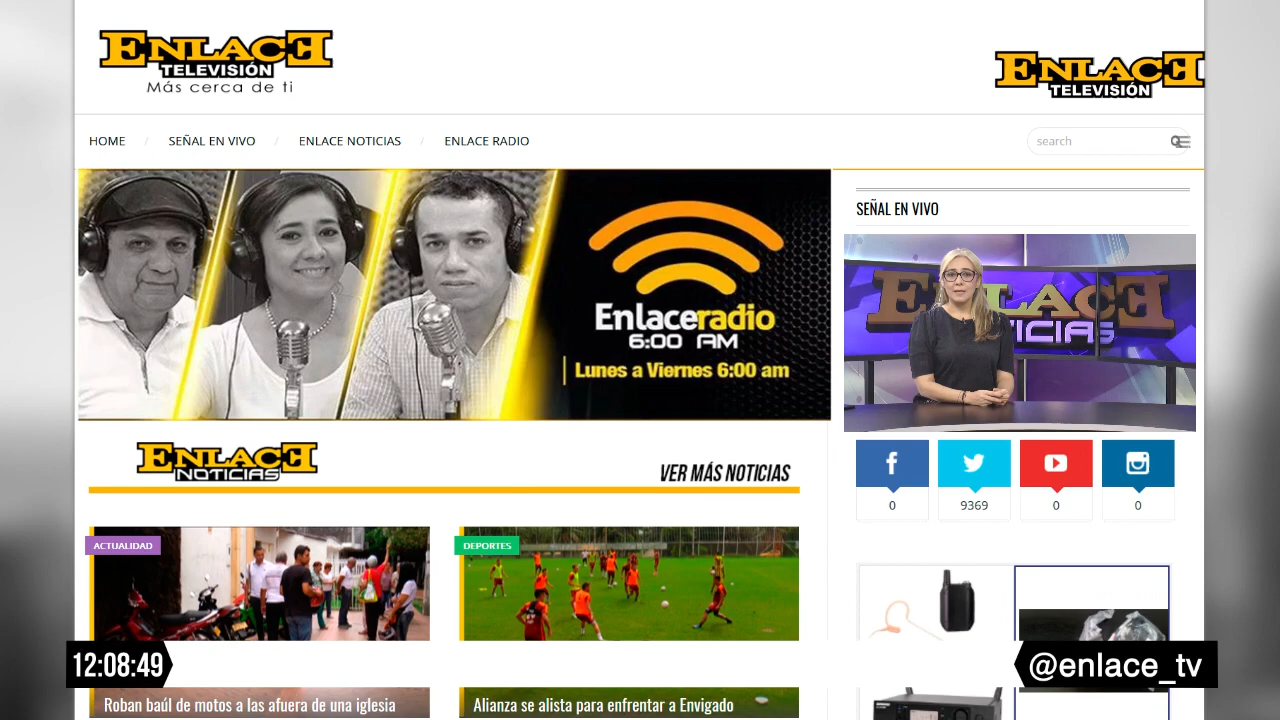 ENLACE
TELEVISIÓN
Más cerca de ti
ENLACE
TELEVISIÓN
HOME / SEÑAL EN VIVO / ENLACE NOTICIAS / ENLACE RADIO
search
SEÑAL EN VIVO
Enlaceradio
6:00 AM
Lunes a Viernes 6:00 am
ENLACE
NOTICIAS
ENLACE
NOTICIAS
VER MÁS NOTICIAS
0
9369
0
0
ACTUALIDAD
DEPORTES
12:08:49
@enlace_tv
Roban baúl de motos a las afuera de una iglesia
Alianza se alista para enfrentar a Envigado